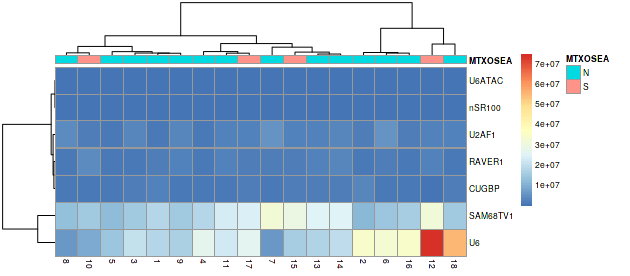 MTXOSEA
U6ATAC
nSR100
U2AF1
RAVER1
CUGBP
SAM68TV1
U6
8 10 5 3 1 9 4 11 17 7 15 13 14 2 6 16 12 18
7e+07
6e+07
5e+07
4e+07
3e+07
2e+07
1e+07
MTXOSEA
N
S